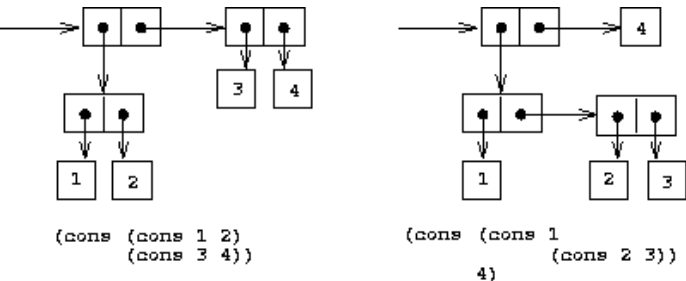 4
3 4
1 2
1 2 3
(cons (cons 1 2)
(cons 3 4))
(cons (cons 1
(cons 2 3))
4)